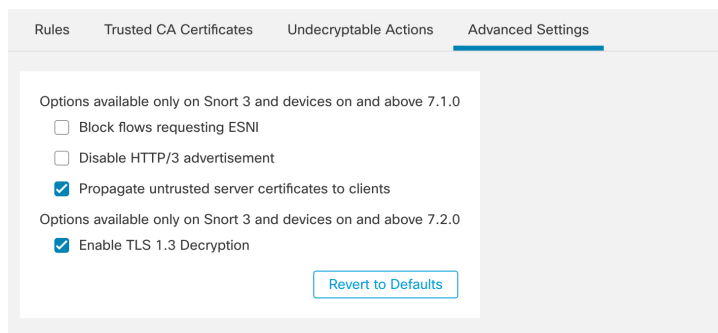 Rules Trusted CA Certificates Undecryptable Actions Advanced Settings
Options available only on Snort 3 and devices on and above 7.1.0
Block flows requesting ESNI
Disable HTTP/3 advertisement
Propagate untrusted server certificates to clients
Options available only on Snort 3 and devices on and above 7.2.0
Enable TLS 1.3 Decryption
Revert to Defaults